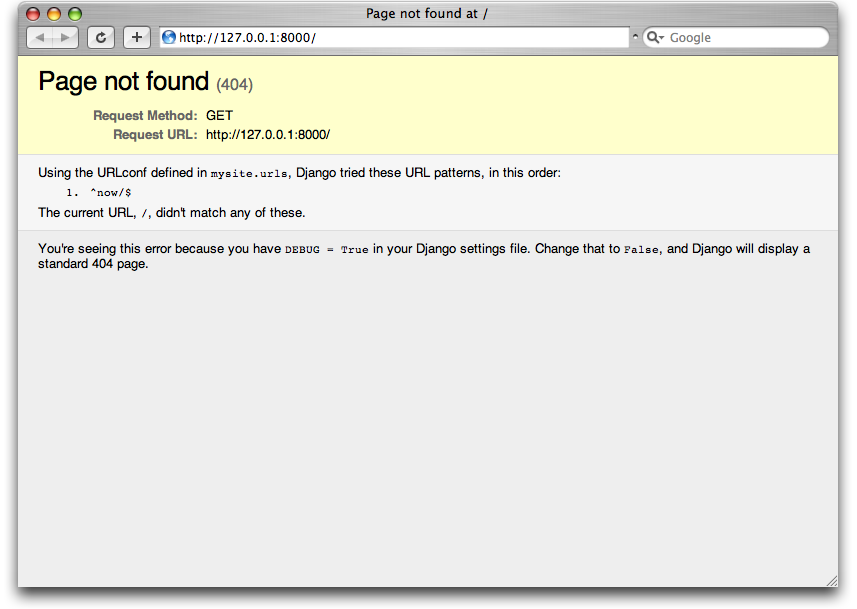 Page not found at /
http://127.0.0.1:8000/
Google
Page not found (404)
Request Method: GET
Request URL: http://127.0.0.1:8000/
Using the URLconf defined in mysite.urls, Django tried these URL patterns, in this order:
1. ^now/$
The current URL, /, didn't match any of these.
You're seeing this error because you have DEBUG = True in your Django settings file. Change that to False, and Django will display a
standard 404 page.